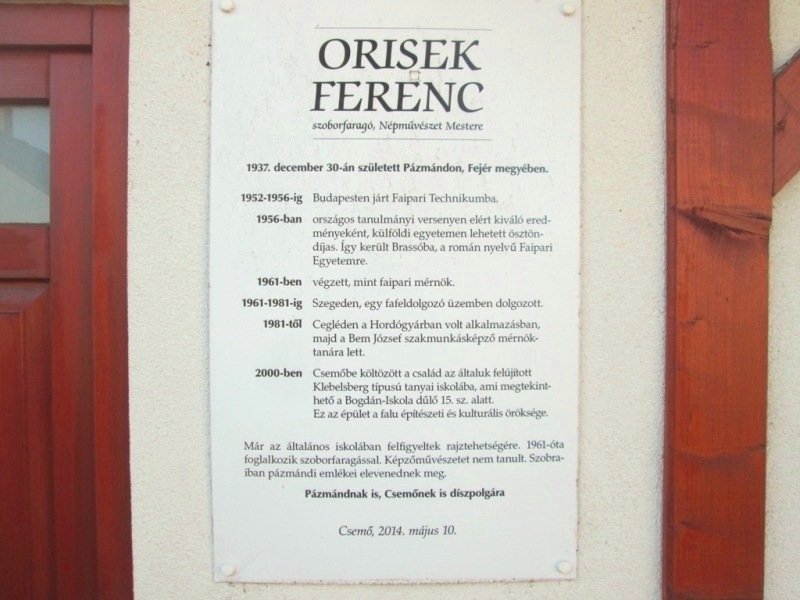 ORISEK
FERENC
szoborfaragó, Népművészet Mestere
1937. december 30-án született Pázmándon, Fejér megyében.
1952-1956-ig Budapesten járt Faipari Technikumba.
1956-ban országos tanulmányi versenyen elért kiváló ered-
ményeként, külföldi egyetemen lehetett ösztön-
díjas. Így került Brassóba, a román nyelvű Faipari
Egyetemre.
1961-ben végzett, mint faipari mérnök.
1961-1981-ig Szegeden, egy fafeldolgozó üzemben dolgozott.
1981-től Cegléden a Hordógyárban volt alkalmazásban,
majd a Bem József szakmunkásképző mérnök-
tanára lett.
2000-ben Csemőbe költözött a család az általuk felújított
Klebelsberg típusú tanyai iskolába, ami megtekint-
hető a Bogdán-Iskola dűlő 15. sz. alatt.
Ez az épület a falu építészeti és kulturális öröksége.
Már az általános iskolában felfigyeltek rajztehetségére. 1961-óta
foglalkozik szoborfaragással. Képzőművészetet nem tanult. Szobra-
iban pázmándi emlékei elevenednek meg.
Pázmándnak is, Csemőnek is díszpolgára
Csemő, 2014. május 10.